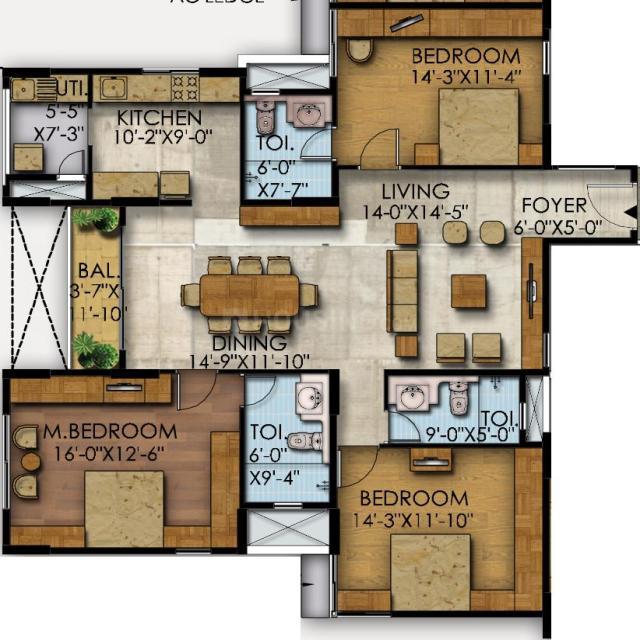 BEDROOM
14'-3"X11'-4"
UTI.
5'-5"
X7'-3"
KITCHEN
10'-2"X9'-0"
TOI.
6'-0"
X7'-7"
LIVING
14-0"X14'-5"
FOYER
6'-0"X5'-0"
BAL.
3'-7"X
11'-10'
DINING
14'-9"X11'-10"
M.BEDROOM
16'-0"X12'-6"
TOI.
6'-0"
X9'-4"
TOI.
9'-0"X5'-0"
BEDROOM
14'-3"X11'-10"